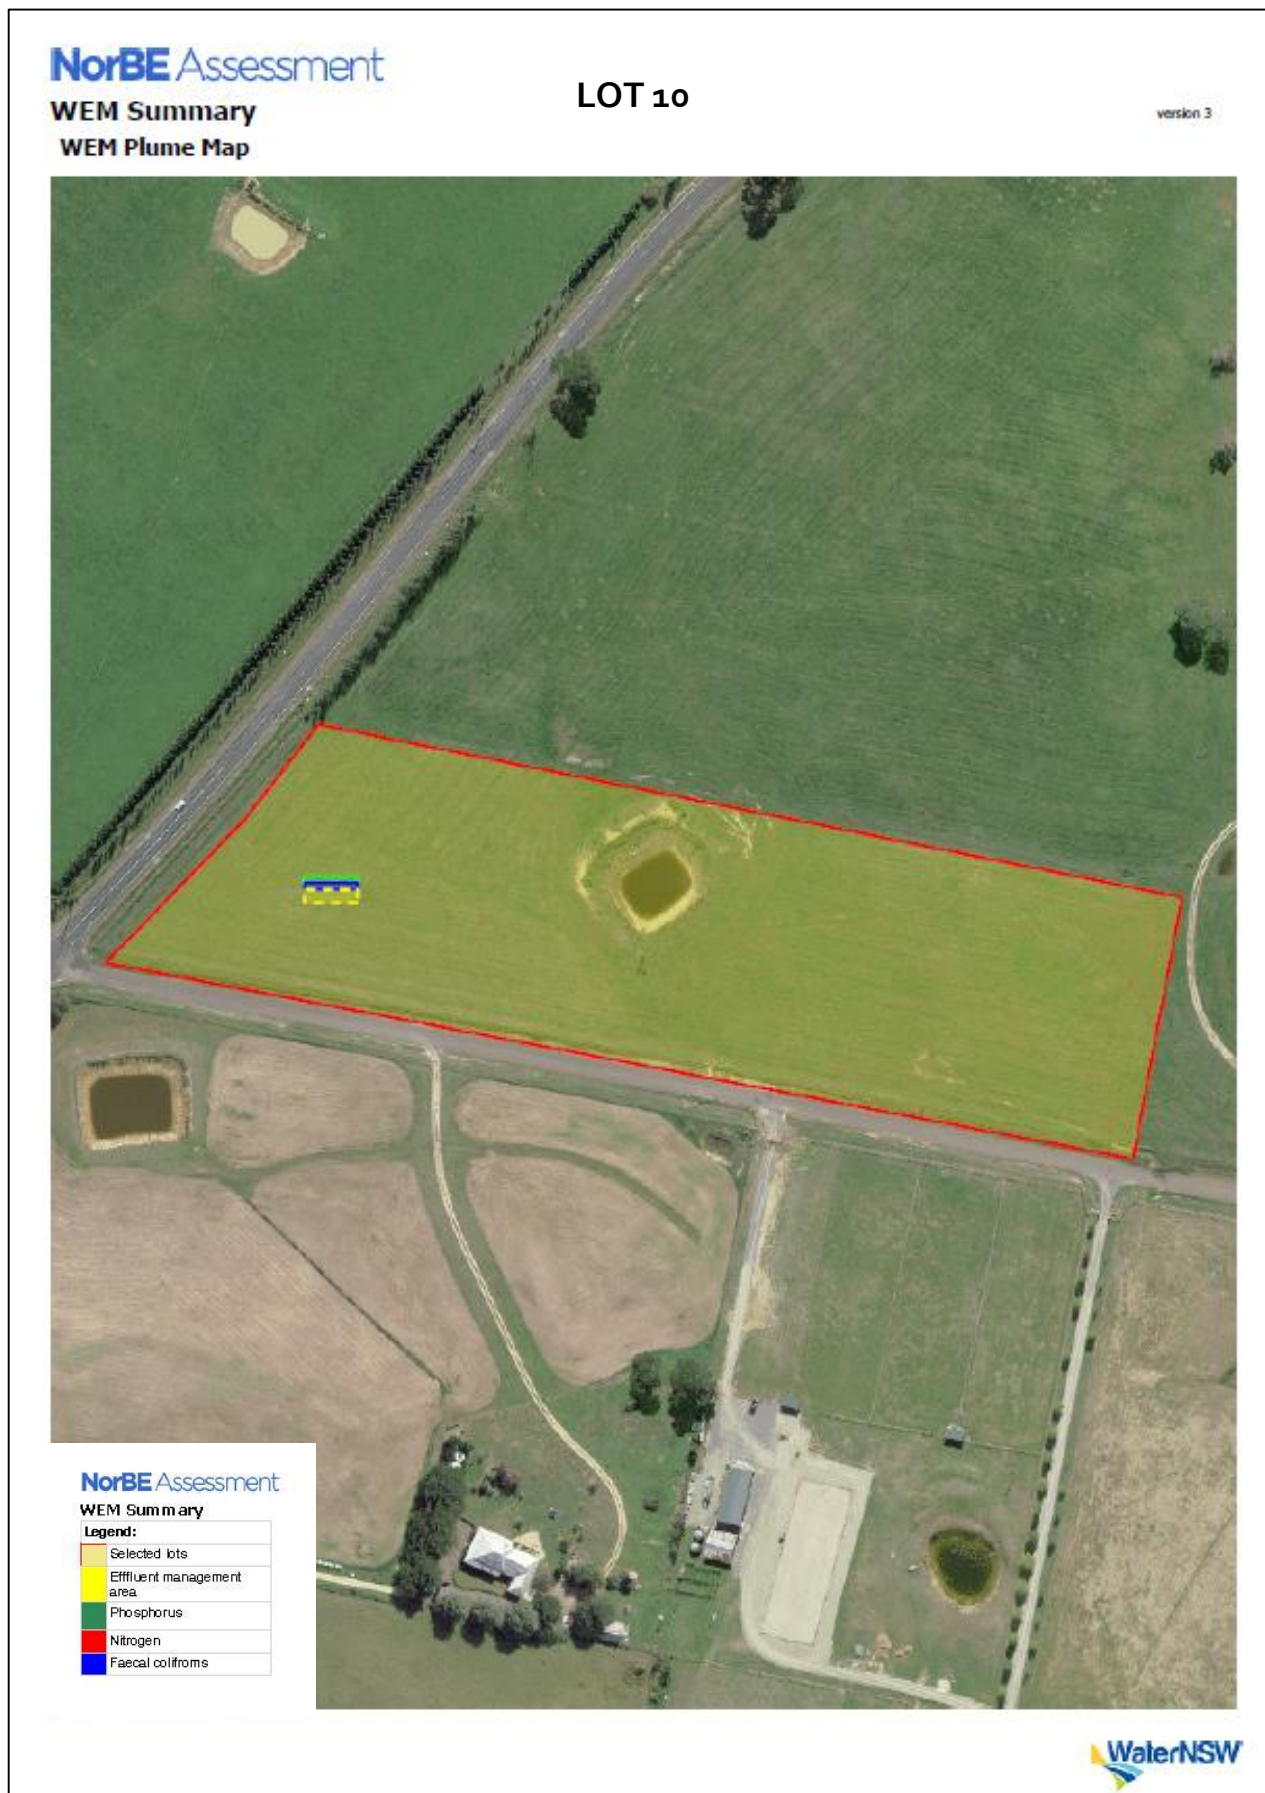 NorBE Assessment
LOT 10
WEM Summary
version 3
WEM Plume Map
NorBE Assessment
WEM Summary
Legend:
Selected lots
Efffluent management
area
Phosphorus
Nitrogen
Faecal colifroms
WaterNSW